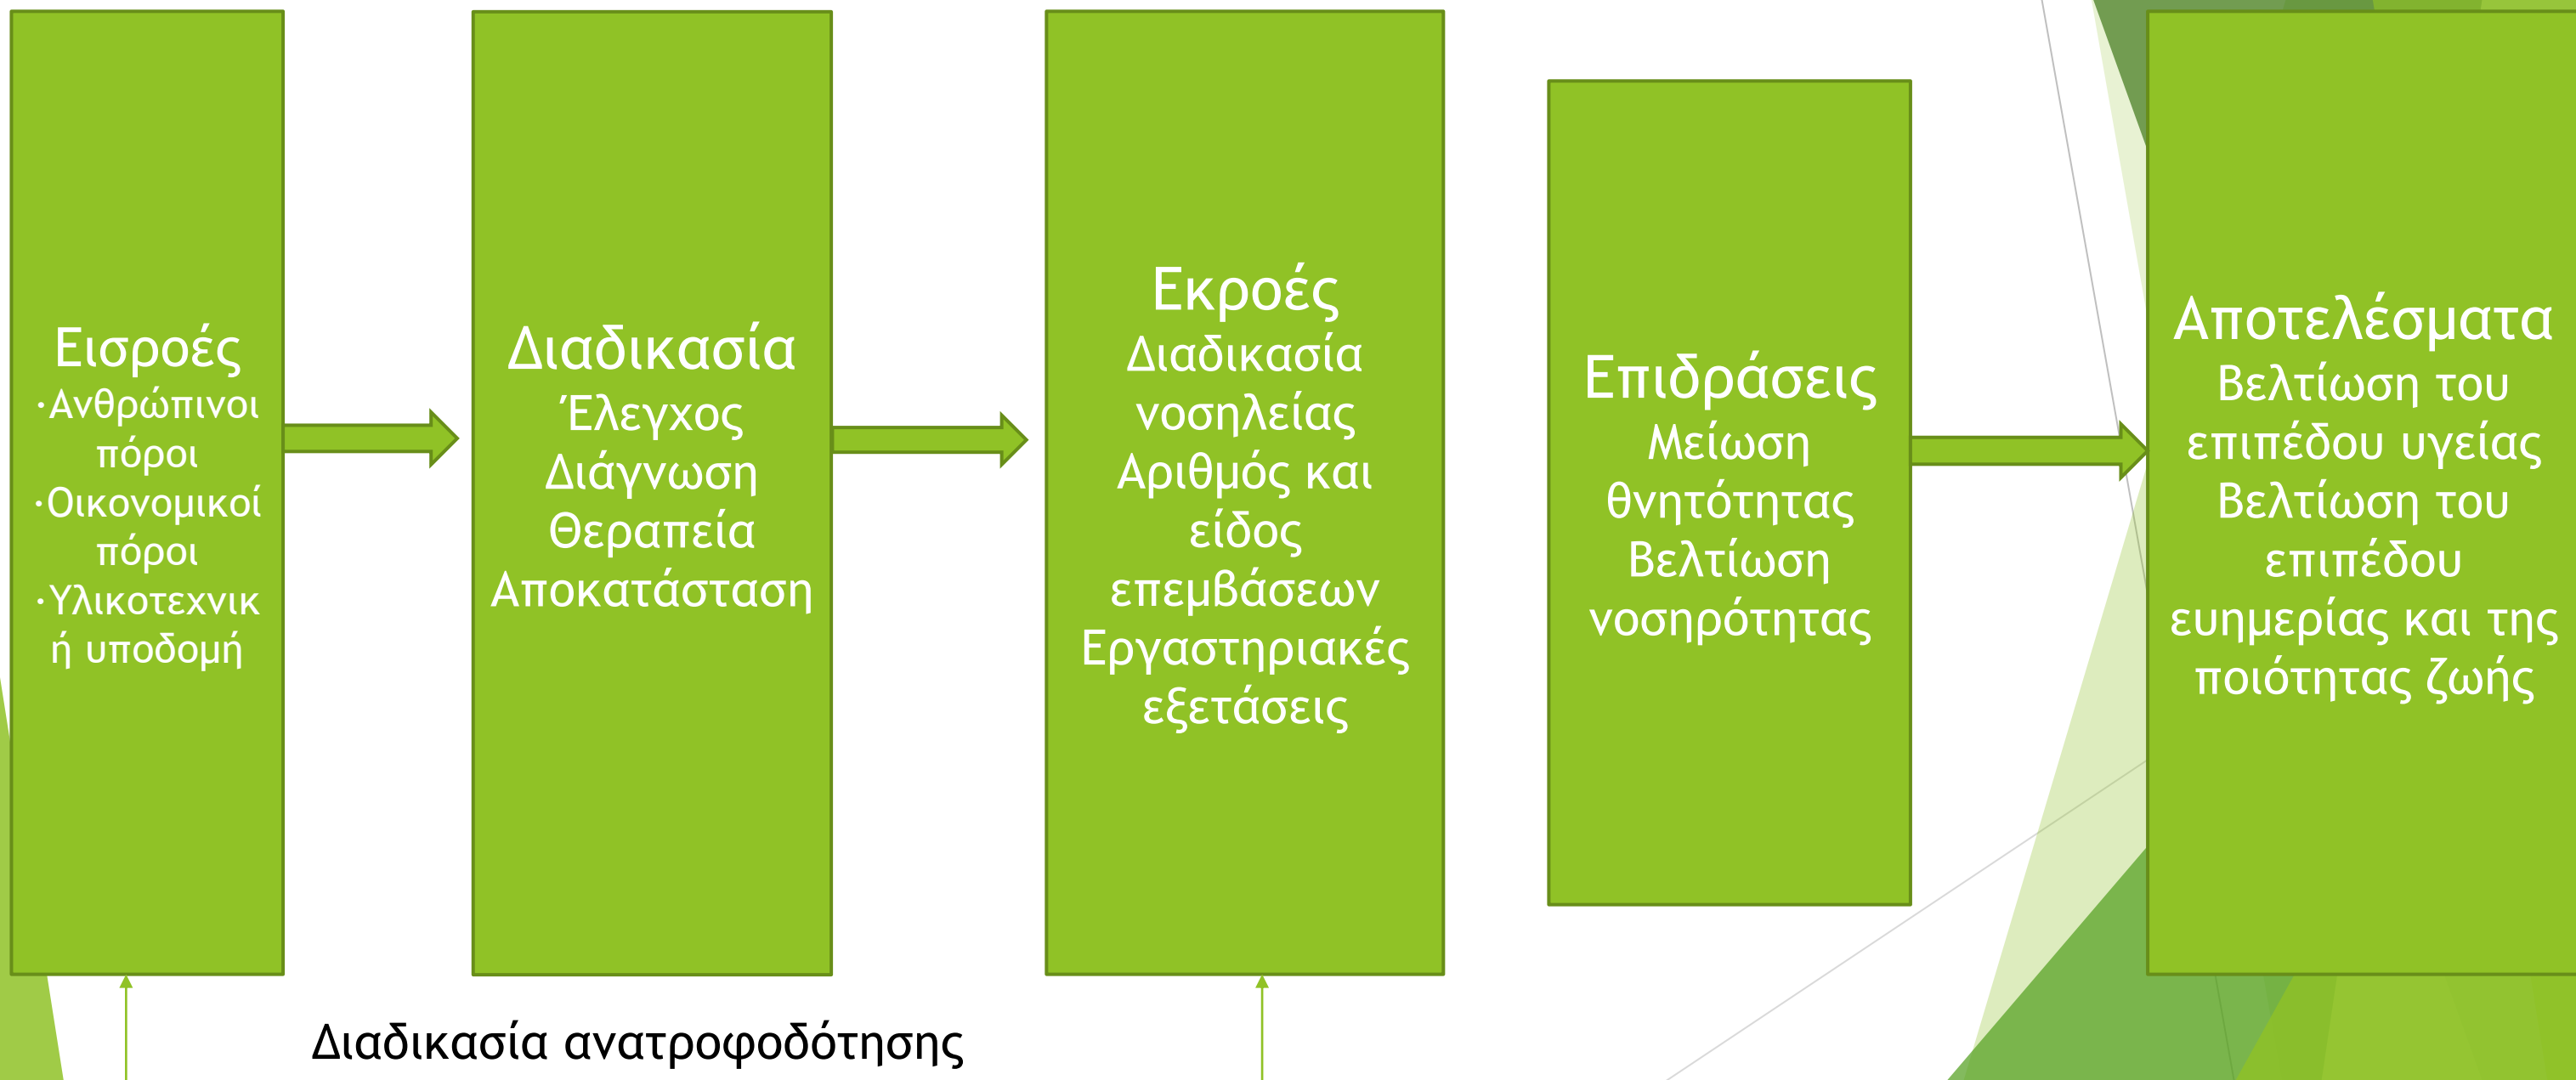 Εισροές
·Ανθρώπινοι
πόροι
·Οικονομικοί
πόροι
·Υλικοτεχνικ
ή υποδομή
Διαδικασία
Έλεγχος
Διάγνωση
Θεραπεία
Αποκατάσταση
Εκροές
Διαδικασία
νοσηλείας
Αριθμός και
είδος
επεμβάσεων
Εργαστηριακές
εξετάσεις
Επιδράσεις
Μείωση
θνητότητας
Βελτίωση
νοσηρότητας
Αποτελέσματα
Βελτίωση του
επιπέδου υγείας
Βελτίωση του
επιπέδου
ευημερίας και της
ποιότητας ζωής
Διαδικασία ανατροφοδότησης